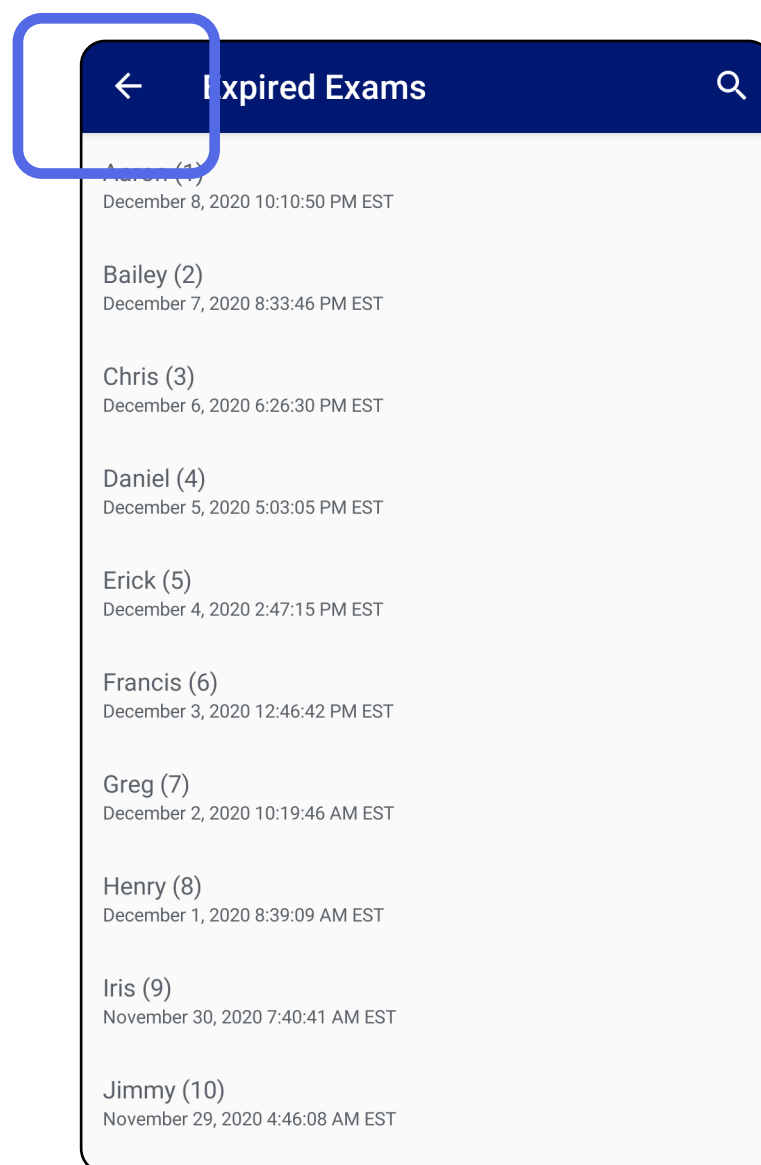 Expired Exams
Aaron (1)
December 8, 2020 10:10:50 PM EST
Bailey (2)
December 7, 2020 8:33:46 PM EST
Chris (3)
December 6, 2020 6:26:30 PM EST
Daniel (4)
December 5, 2020 5:03:05 PM EST
Erick (5)
December 4, 2020 2:47:15 PM EST
Francis (6)
December 3, 2020 12:46:42 PM EST
Greg (7)
December 2, 2020 10:19:46 AM EST
Henry (8)
December 1, 2020 8:39:09 AM EST
Iris (9)
November 30, 2020 7:40:41 AM EST
Jimmy (10)
November 29, 2020 4:46:08 AM EST